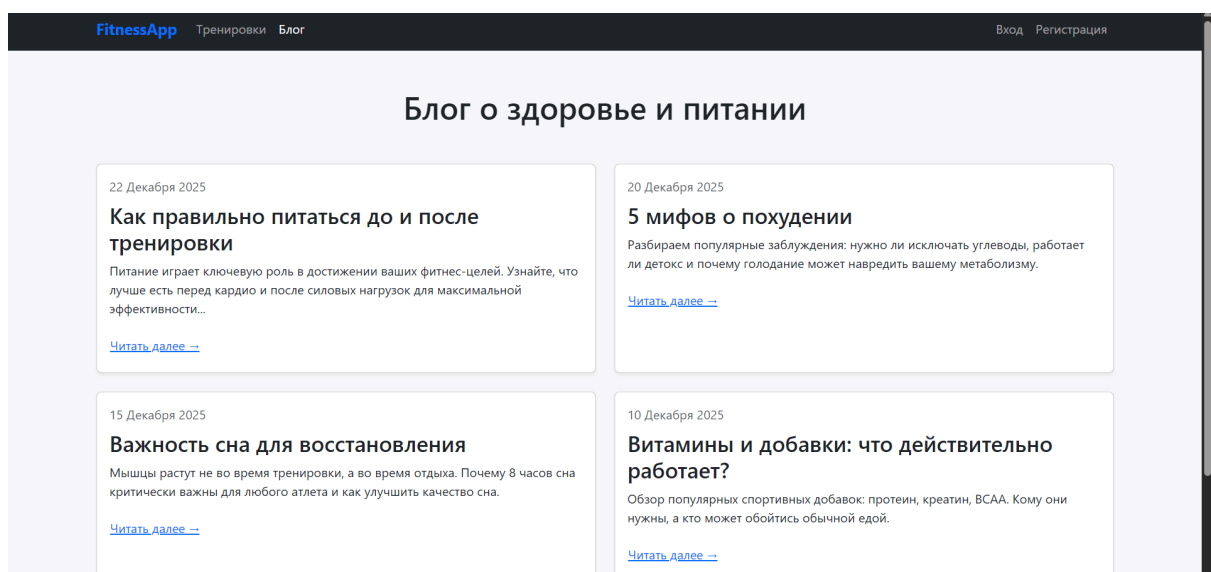 FitnessApp Тренировки Блог Вход Регистрация
Блог о здоровье и питании
22 Декабря 2025
Как правильно питаться до и после
тренировки
Питание играет ключевую роль в достижении ваших фитнес-целей. Узнайте, что
лучше есть перед кардио и после силовых нагрузок для максимальной
эффективности...
Читать далее →
20 Декабря 2025
5 мифов о похудении
Разбираем популярные заблуждения: нужно ли исключать углеводы, работает
ли детокс и почему голодание может навредить вашему метаболизму.
Читать далее →
15 Декабря 2025
Важность сна для восстановления
Мышцы растут не во время тренировки, а во время отдыха. Почему 8 часов сна
критически важны для любого атлета и как улучшить качество сна.
Читать далее →
10 Декабря 2025
Витамины и добавки: что действительно
работает?
Обзор популярных спортивных добавок: протеин, креатин, BCAA. Кому они
нужны, а кто может обойтись обычной едой.
Читать далее →